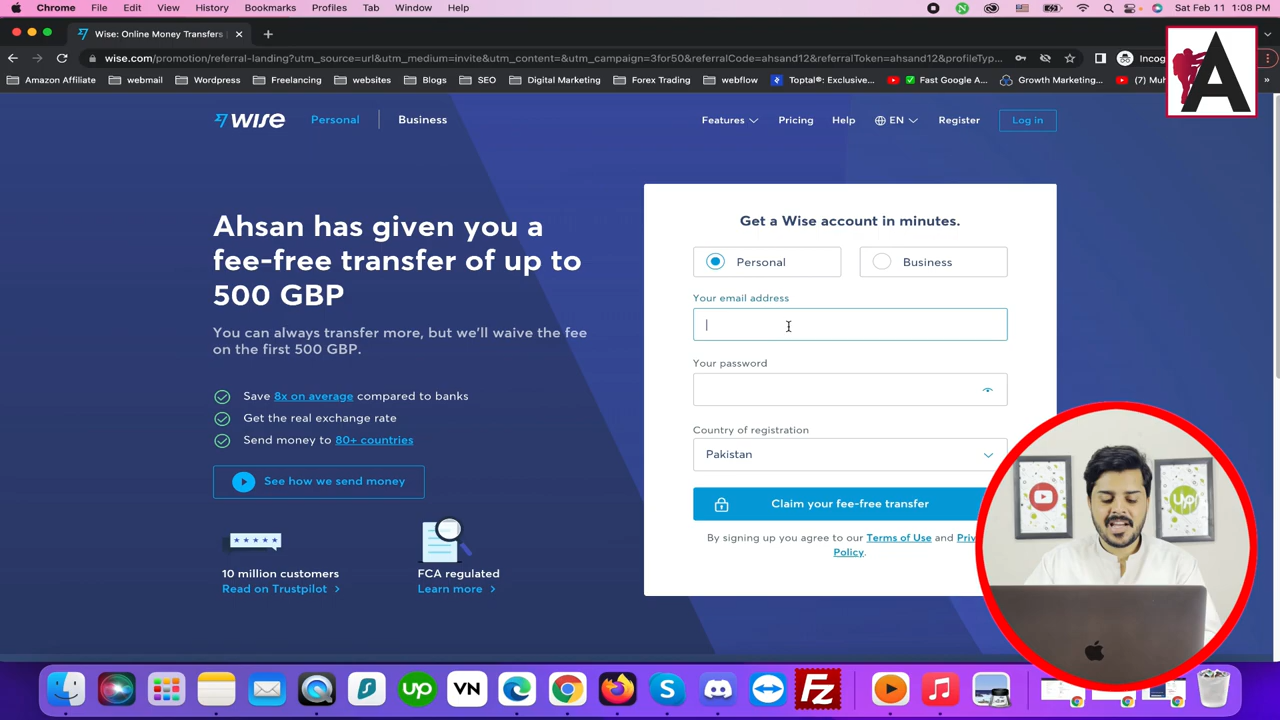 Chrome File Edit View History Bookmarks Profiles Tab Window Help Sat Feb 11 1:08 PM
Wise: Online Money Transfers |
wise.com/promotion/referral-landing?utm_source=url&utm_medium=invite&utm_content=&utm_campaign=3for50&referralCode=ahsand12&referralToken=ahsand12&profileTyp... Incog
Amazon Affiliate webmail Wordpress Freelancing websites Blogs SEO Digital Marketing Forex Trading webflow Toptal®: Exclusive... Fast Google A... Growth Marketing... (7) Muh
A
WISE Personal Business Features Pricing Help EN Register Log in
Ahsan has given you a
fee-free transfer of up to
500 GBP
You can always transfer more, but we'll waive the fee
on the first 500 GBP.
Save 8x on average compared to banks
Get the real exchange rate
Send money to 80+ countries
See how we send money
10 million customers
Read on Trustpilot
FCA regulated
Learn more
Get a Wise account in minutes.
Personal Business
Your email address
Your password
Country of registration
Pakistan
Claim your fee-free transfer
By signing up you agree to our Terms of Use and Priv
Policy.
up
up VN Fz